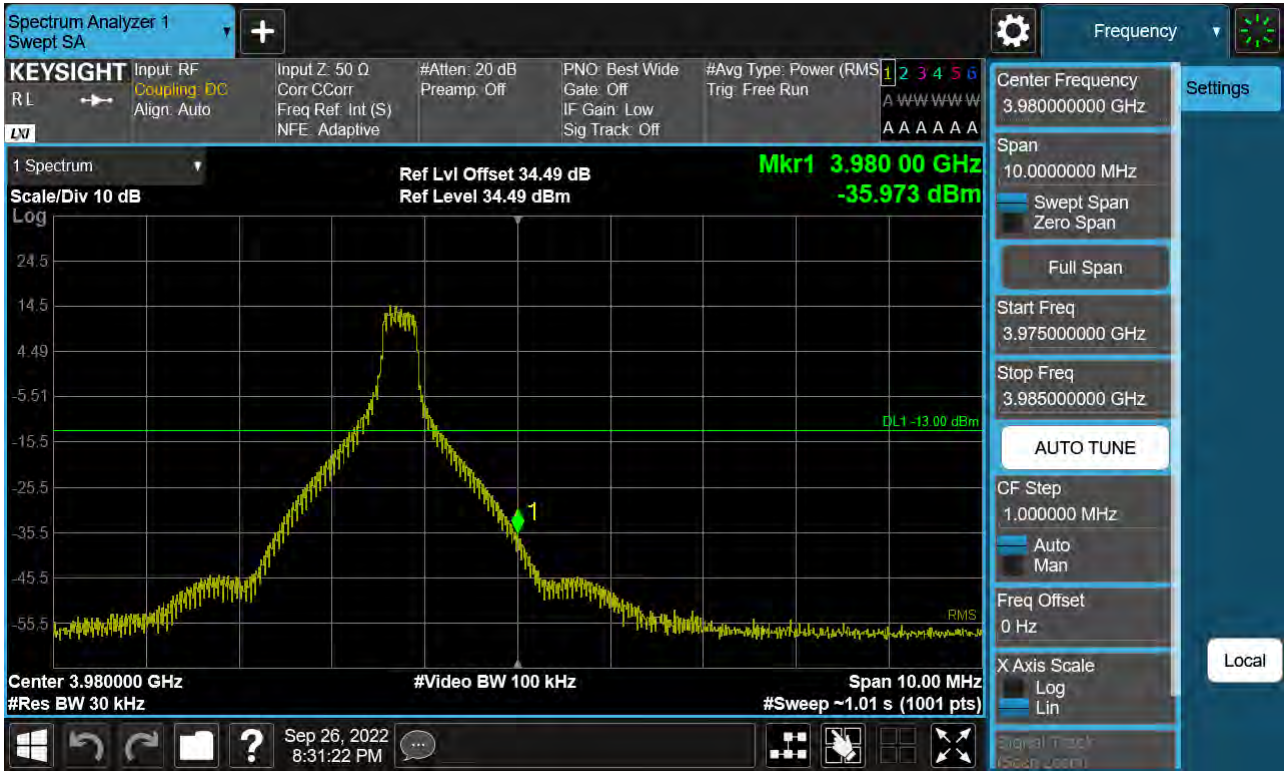 Spectrum Analyzer 1
Swept SA
Frequency
KEYSIGHT
R L
LXI
Input: RF
Coupling: DC
Align: Auto
Input Z: 50 Ω
Corr CCorr
Freq Ref: Int (S)
NFE: Adaptive
#Atten: 20 dB
Preamp: Off
PNO: Best Wide
Gate: Off
IF Gain: Low
Sig Track: Off
#Avg Type: Power (RMS
Trig: Free Run
1 2 3 4 5 6
A W W W W W
A A A A A A
Center Frequency
3.980000000 GHz
Settings
Span
10.0000000 MHz
Swept Span
Zero Span
Full Span
Start Freq
3.975000000 GHz
Stop Freq
3.985000000 GHz
AUTO TUNE
CF Step
1.000000 MHz
Auto
Man
Freq Offset
0 Hz
X Axis Scale
Log
Lin
Signal Track
(Span Zoom)
Local
1 Spectrum
Scale/Div 10 dB
Ref Lvl Offset 34.49 dB
Ref Level 34.49 dBm
Mkr1 3.980 00 GHz
-35.973 dBm
Log
24.5
14.5
4.49
-5.51
DL1 -13.00 dBm
-15.5
-25.5
1
-35.5
-45.5
-55.5
RMS
Center 3.980000 GHz
#Video BW 100 kHz
Span 10.00 MHz
#Res BW 30 kHz
#Sweep ~1.01 s (1001 pts)
?
Sep 26, 2022
8:31:22 PM